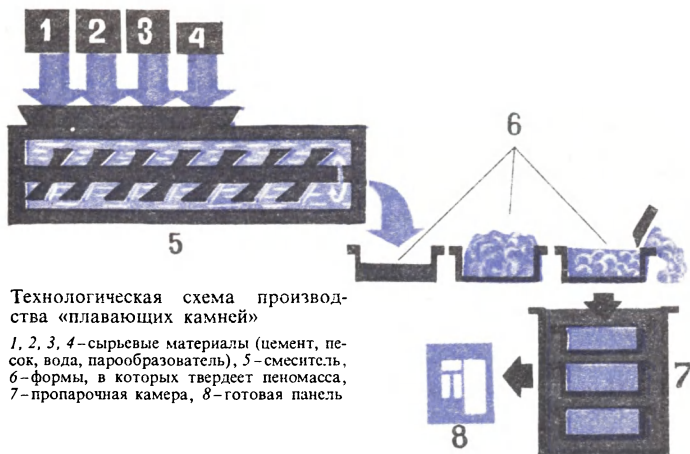 1 2 3 4
6
5
Технологическая схема производ-
ства «плавающих камней»
1, 2, 3, 4–сырьевые материалы (цемент, пе-
сок, вода, парообразователь), 5–смеситель,
6–формы, в которых твердеет пеномасса,
7–пропарочная камера, 8–готовая панель
7
8